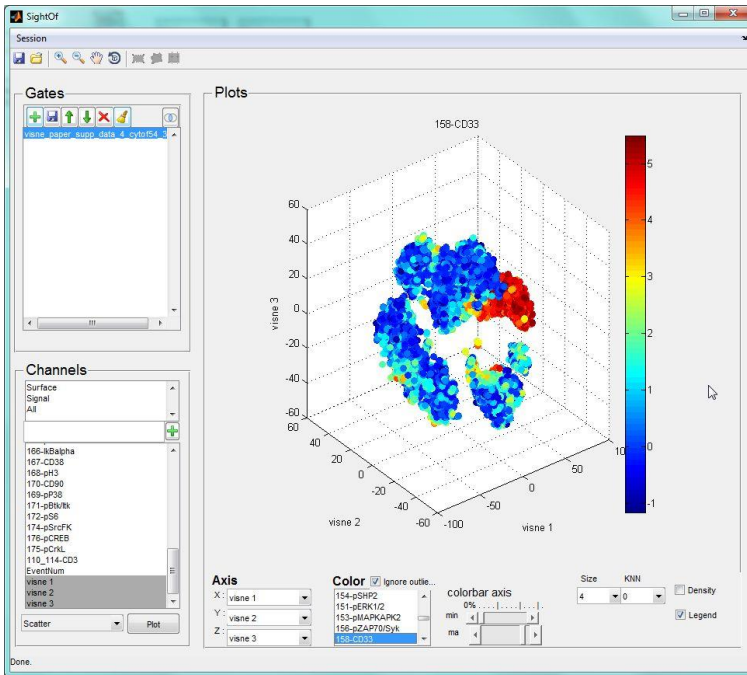 SightOf
Session
Gates
visne_paper_supp_data_4_cytof54_3
Channels
Surface
Signal
All
166-IkBalpha
167-CD38
168-pH3
170-CD90
169-pP38
171-pBtk/Itk
172-pS6
174-pSrcFK
176-pCREB
175-pCrkL
110_114-CD3
EventNum
visne 1
visne 2
visne 3
Scatter
Plot
Done.
Plots
158-CD33
visne 3
60
40
20
0
-20
-40
-60
60
40
20
0
-20
-40
-60
visne 2
-100
-50
0
50
10
visne 1
5
4
3
2
1
0
-1
Axis
X : visne 1
Y : visne 2
Z : visne 3
Color Ignore outlie...
154-pSHP2
151-pERK1/2
153-pMAPKAPK2
156-pZAP70/Syk
158-CD33
colorbar axis
0%
min
ma
Size KNN
4 0
Density
Legend